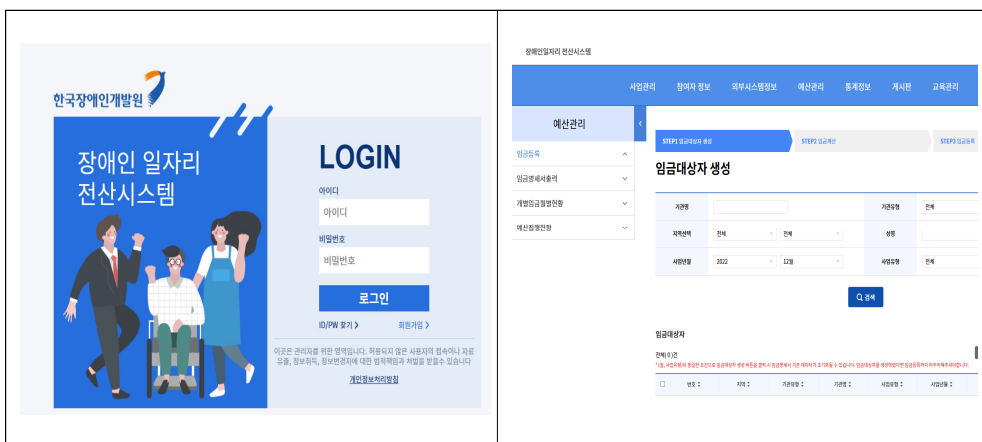 한국장애인개발원
장애인 일자리
전산시스템
LOGIN
아이디
아이디
비밀번호
비밀번호
로그인
ID/PW 찾기 >
회원가입 >
이곳은 관리자를 위한 영역입니다. 허용되지 않은 사용자의 접속이나 자료
유출, 정보취득, 정보변경자에 대한 법적책임과 처벌을 받을수 있습니다
개인정보처리방침
장애인일자리 전산시스템
사업관리 참여자 정보 외부시스템정보 예산관리 통계정보 게시판 교육관리
예산관리
임금등록
임금명세서출력
개별임금월별현황
예산집행전황
STEP1 임금대상자 생성 STEP2 임금계산 STEP3 임금등록
임금대상자 생성
기관명 기관유형 전체
지역선택 전체 전체 성명
사업년월 2022 12월 사업유형 전체
검색
임금대상자
전체( 0 )건
번호 지역 기관유형 기관명 사업유형 사업년월